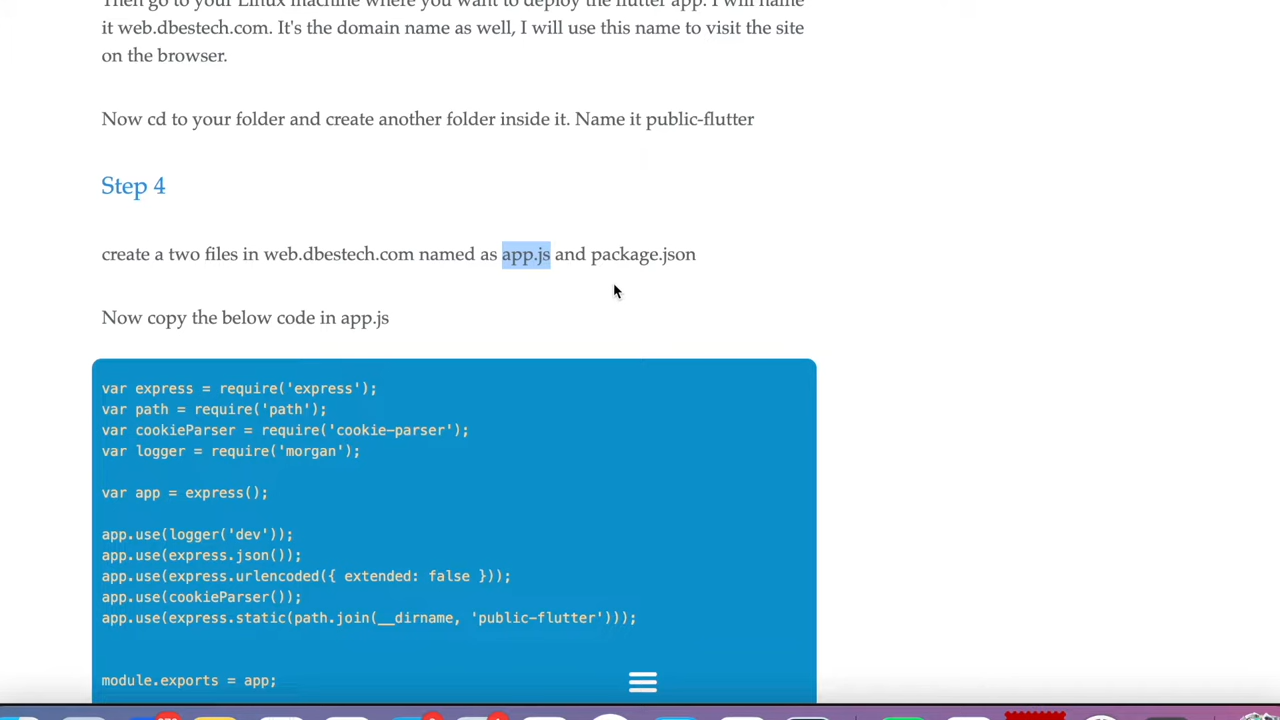 Then go to your Linux machine where you want to deploy the flutter app. I will name
it web.dbestech.com. It's the domain name as well, I will use this name to visit the site
on the browser.
Now cd to your folder and create another folder inside it. Name it public-flutter
Step 4
create a two files in web.dbestech.com named as app.js and package.json
Now copy the below code in app.js
var express = require('express');
var path = require('path');
var cookieParser = require('cookie-parser');
var logger = require('morgan');
var app = express();
app.use(logger('dev'));
app.use(express.json());
app.use(express.urlencoded({ extended: false }));
app.use(cookieParser());
app.use(express.static(path.join(__dirname, 'public-flutter')));
module.exports = app;